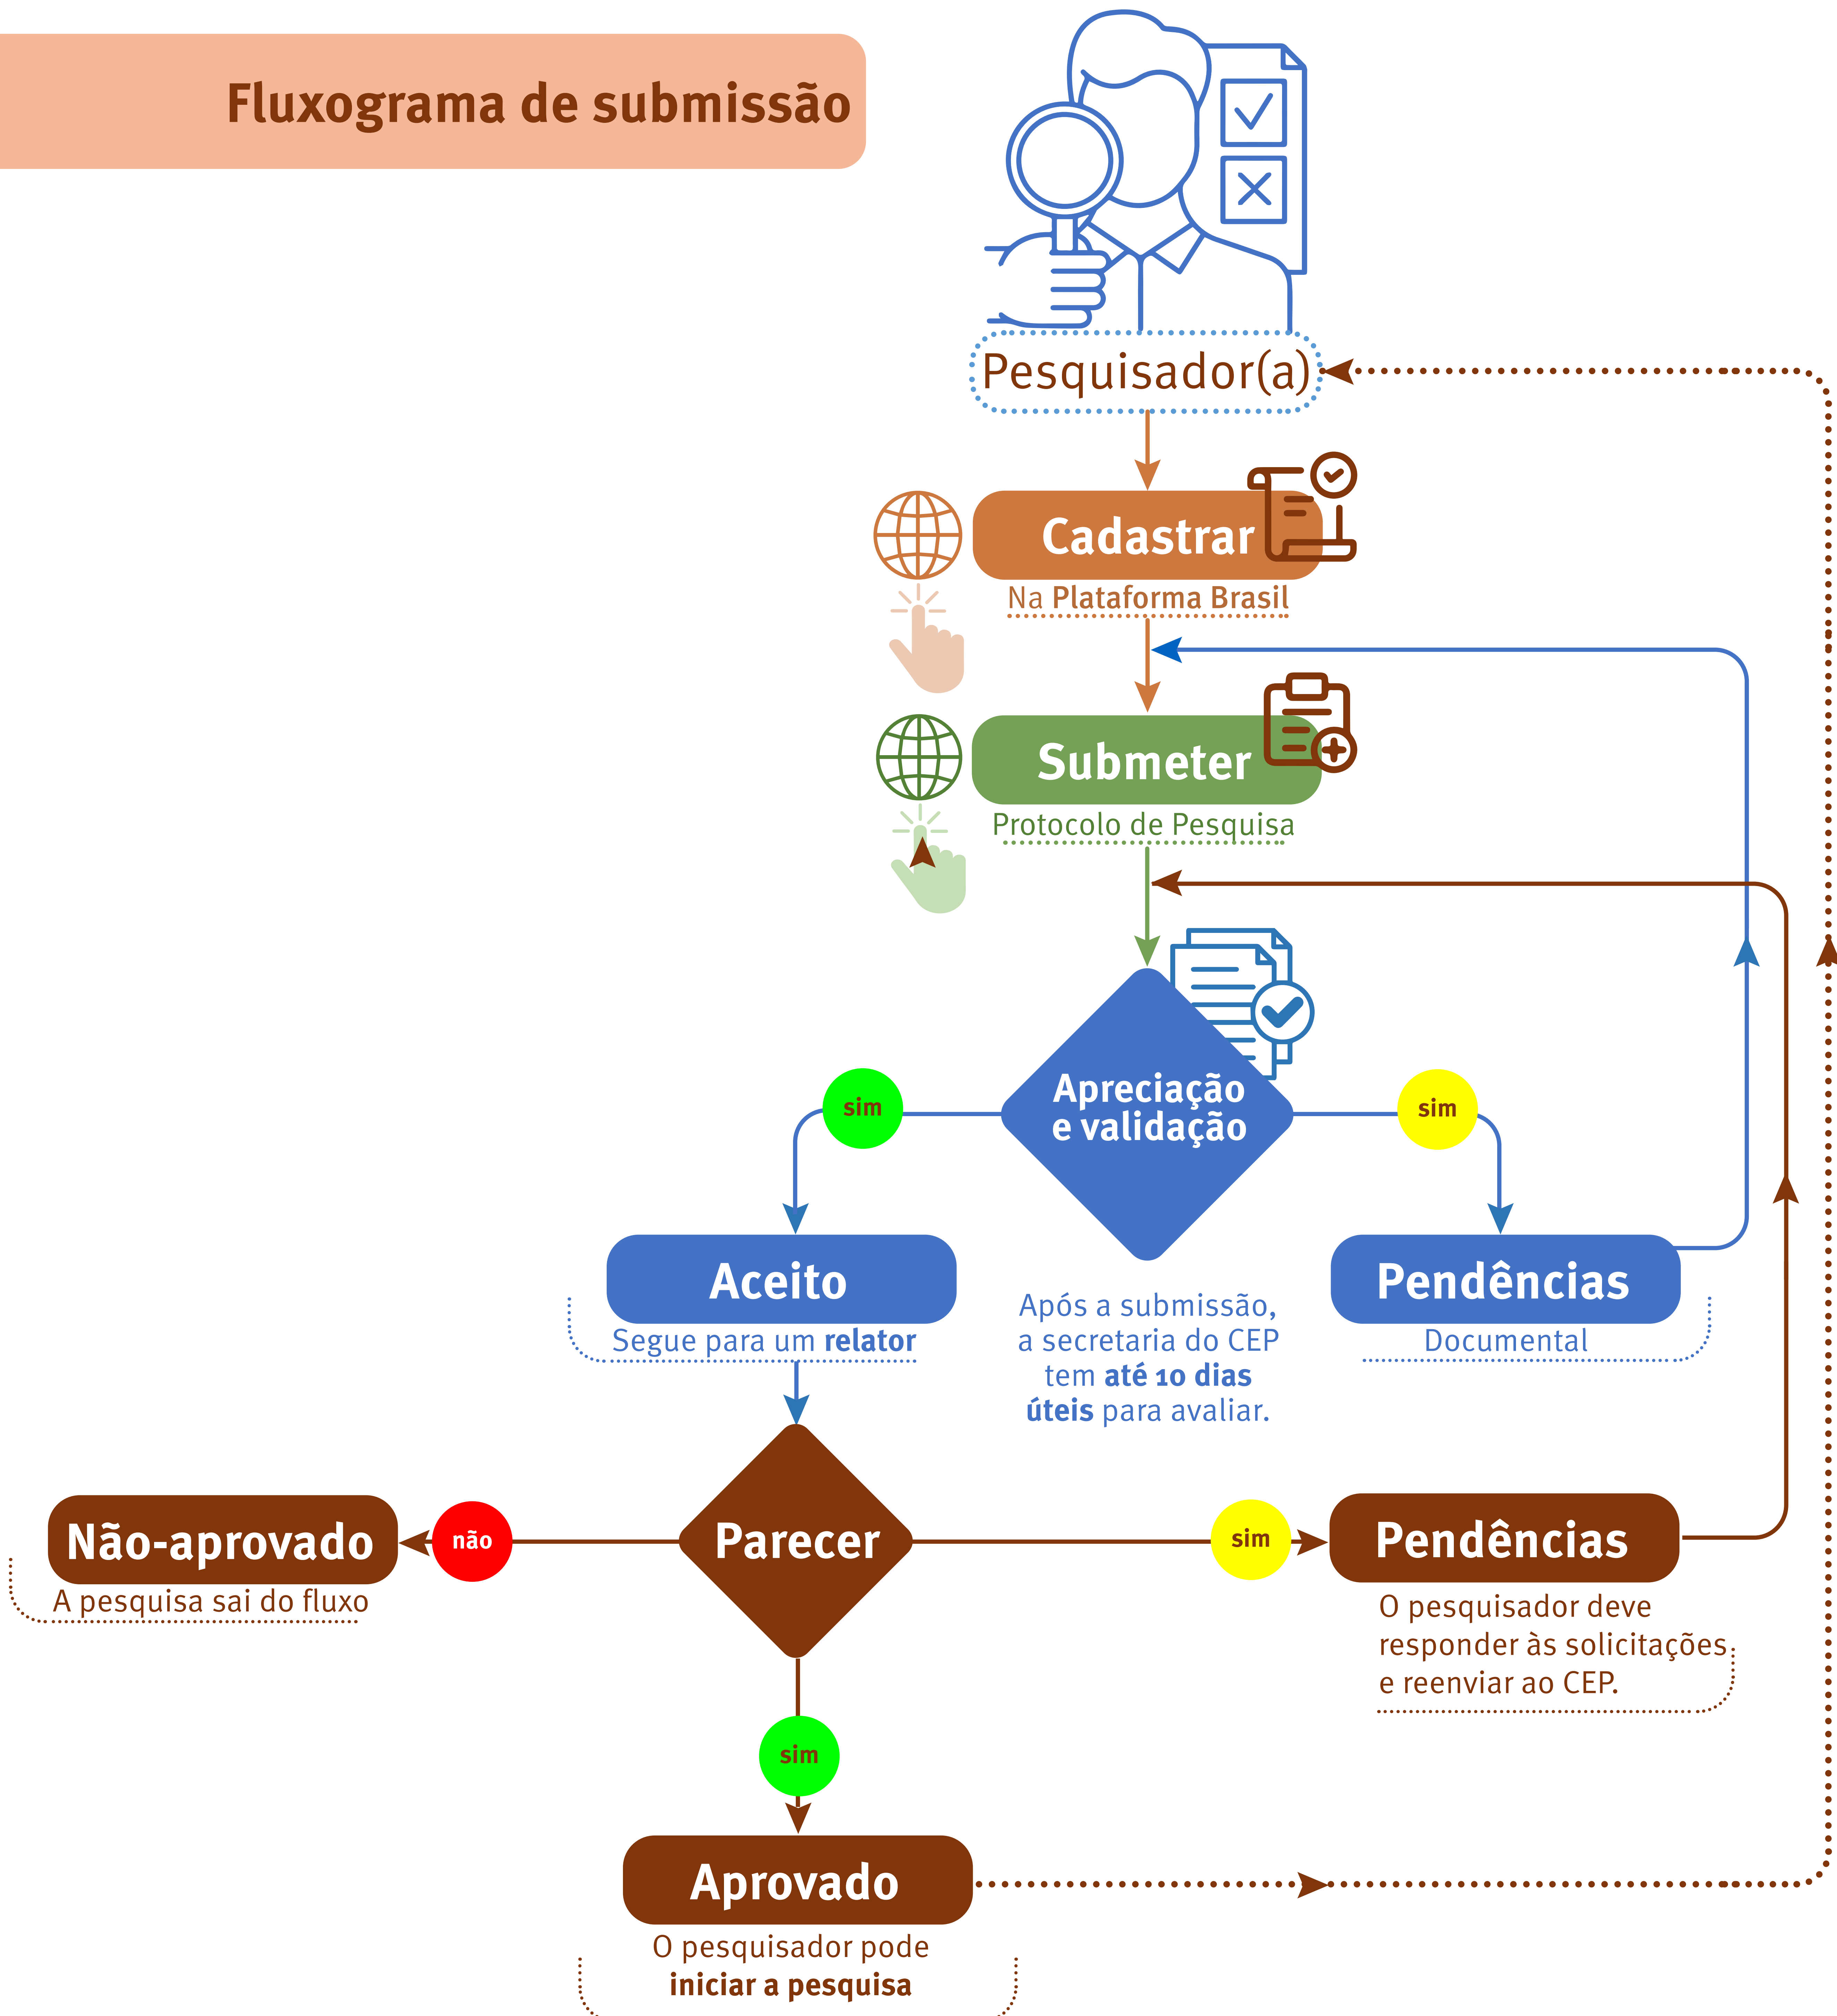 Fluxograma de submissão
Pesquisador(a)
Cadastrar
Na Plataforma Brasil
Submeter
Protocolo de Pesquisa
Apreciação
e validação
sim
sim
Aceito
Segue para um relator
Após a submissão,
a secretaria do CEP
tem até 10 dias
úteis para avaliar.
Pendências
Documental
Não-aprovado
A pesquisa sai do fluxo
não
Parecer
sim
Pendências
O pesquisador deve
responder às solicitações
e reenviar ao CEP.
sim
Aprovado
O pesquisador pode
iniciar a pesquisa